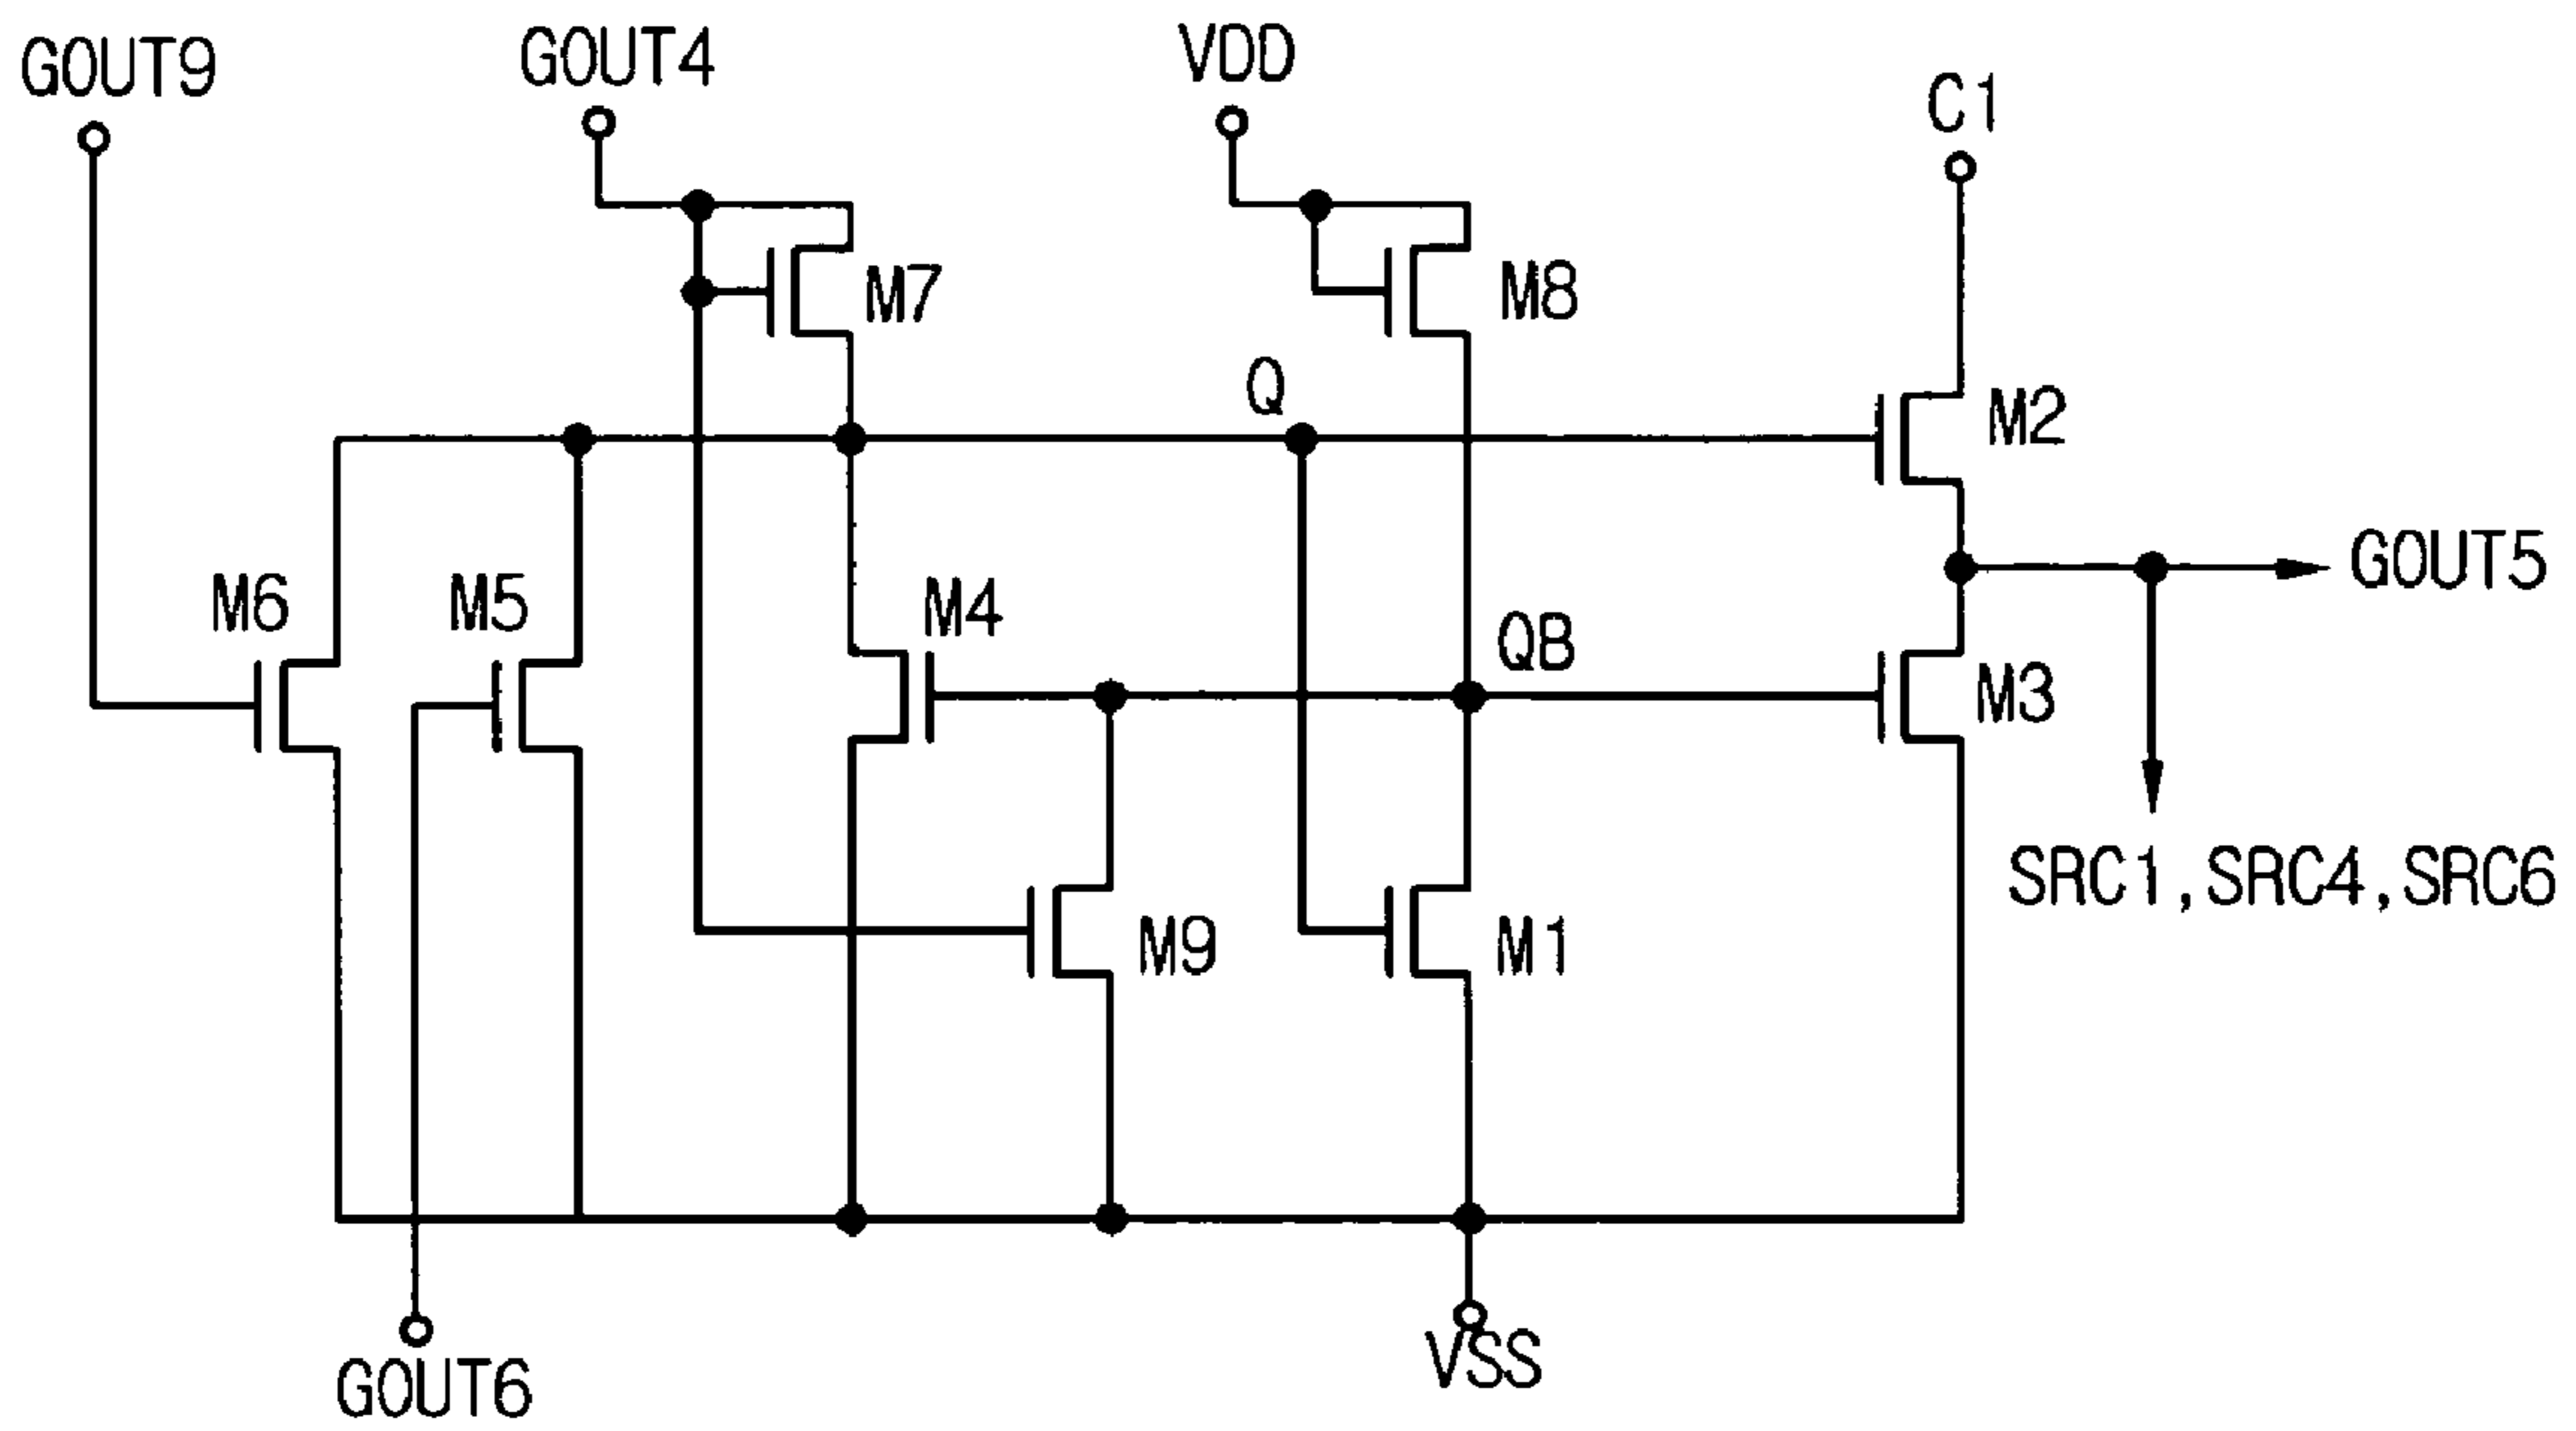 GOUT9
GOUT4
VDD
C1
M7
M8
Q
M2
GOUT5
M6
M5
M4
QB
M3
SRC1,SRC4,SRC6
M9
M1
VSS
GOUT6